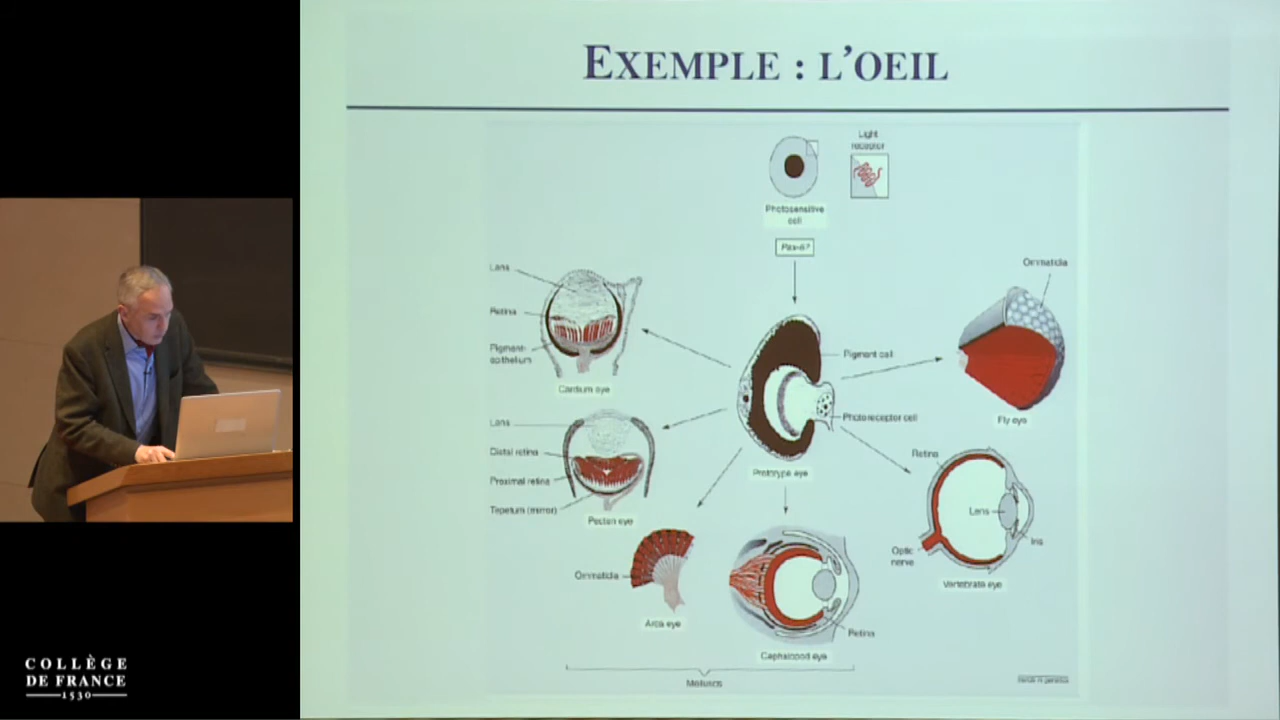 EXEMPLE : L'OEIL
Light
receptor
Photosensitive
cell
Pax-6?
Ommatidia
Lens
Retina
Pigment
epithelium
Cardium eye
Pigment cell
Photoreceptor cell
Prototype eye
Fly eye
Lens
Distal retina
Proximal retina
Tapetum (mirror)
Pecten eye
Retina
Lens
Iris
Optic
nerve
Vertebrate eye
Ommatidia
Arca eye
Retina
Cephalopod eye
Molluscs
COLLÈGE
DE FRANCE
1530